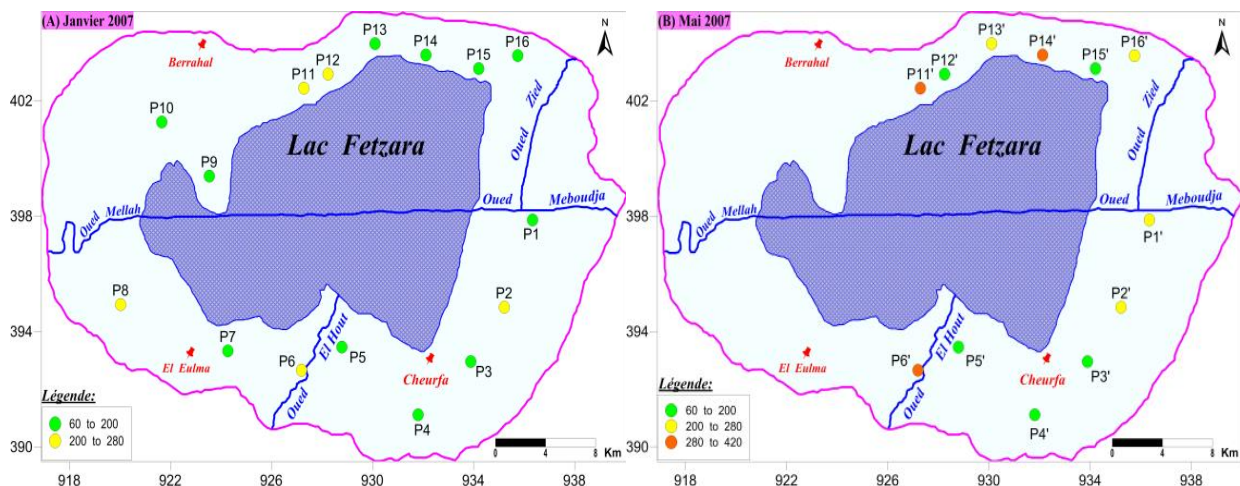 (A) Janvier 2007
N
P13
P14
P15
P16
Berrahal
P12
P11
402
P10
Lac Fetzara
Oued Zied
P9
398
Oued Mellah
Oued Meboudja
P1
P8
P2
394
P7
El Eulma
P6
Oued El Hout
P5
Cheurfa
P3
P4
Légende:
60 to 200
200 to 280
390
0 4 8 Km
918 922 926 930 934 938
(B) Mai 2007
N
P13'
P14'
P15'
P16'
Berrahal
P12'
P11'
402
Lac Fetzara
Oued Zied
398
Oued Mellah
Oued Meboudja
P1'
P2'
394
El Eulma
P6'
Oued El Hout
P5'
Cheurfa
P3'
P4'
Légende:
60 to 200
200 to 280
280 to 420
390
0 4 8 Km
918 922 926 930 934 938